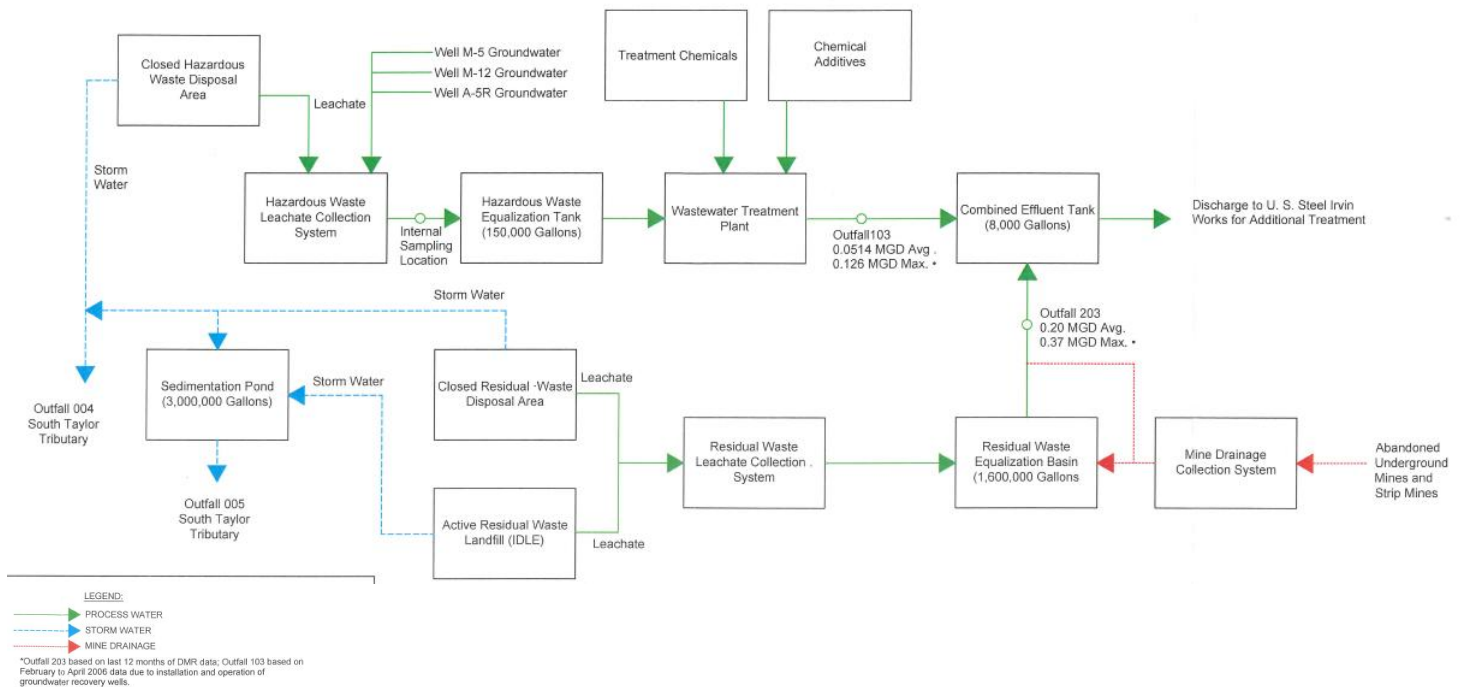 Closed Hazardous
Waste Disposal
Area
Well M-5 Groundwater
Well M-12 Groundwater
Well A-5R Groundwater
Treatment Chemicals
Chemical
Additives
Leachate
Storm
Water
Hazardous Waste
Leachate Collection
System
Internal
Sampling
Location
Hazardous Waste
Equalization Tank
(150,000 Gallons)
Wastewater Treatment
Plant
Outfall103
0.0514 MGD Avg .
0.126 MGD Max. •
Combined Effluent Tank
(8,000 Gallons)
Discharge to U. S. Steel Irvin
Works for Additional Treatment
Storm Water
Outfall 203
0.20 MGD Avg.
0.37 MGD Max. •
Sedimentation Pond
(3,000,000 Gallons)
Storm Water
Closed Residual ·Waste
Disposal Area
Leachate
Outfall 004
South Taylor
Tributary
Residual Waste
Leachate Collection .
System
Residual Waste
Equalization Basin
(1,600,000 Gallons
Mine Drainage
Collection System
Abandoned
Underground
Mines and
Strip Mines
Outfall 005
South Taylor
Tributary
Active Residual Waste
Landfill (IDLE)
Leachate
LEGEND:
PROCESS WATER
STORM WATER
MINE DRAINAGE
*Outfall 203 based on last 12 months of DMR data; Outfall 103 based on
February to April 2006 data due to installation and operation of
groundwater recovery wells.